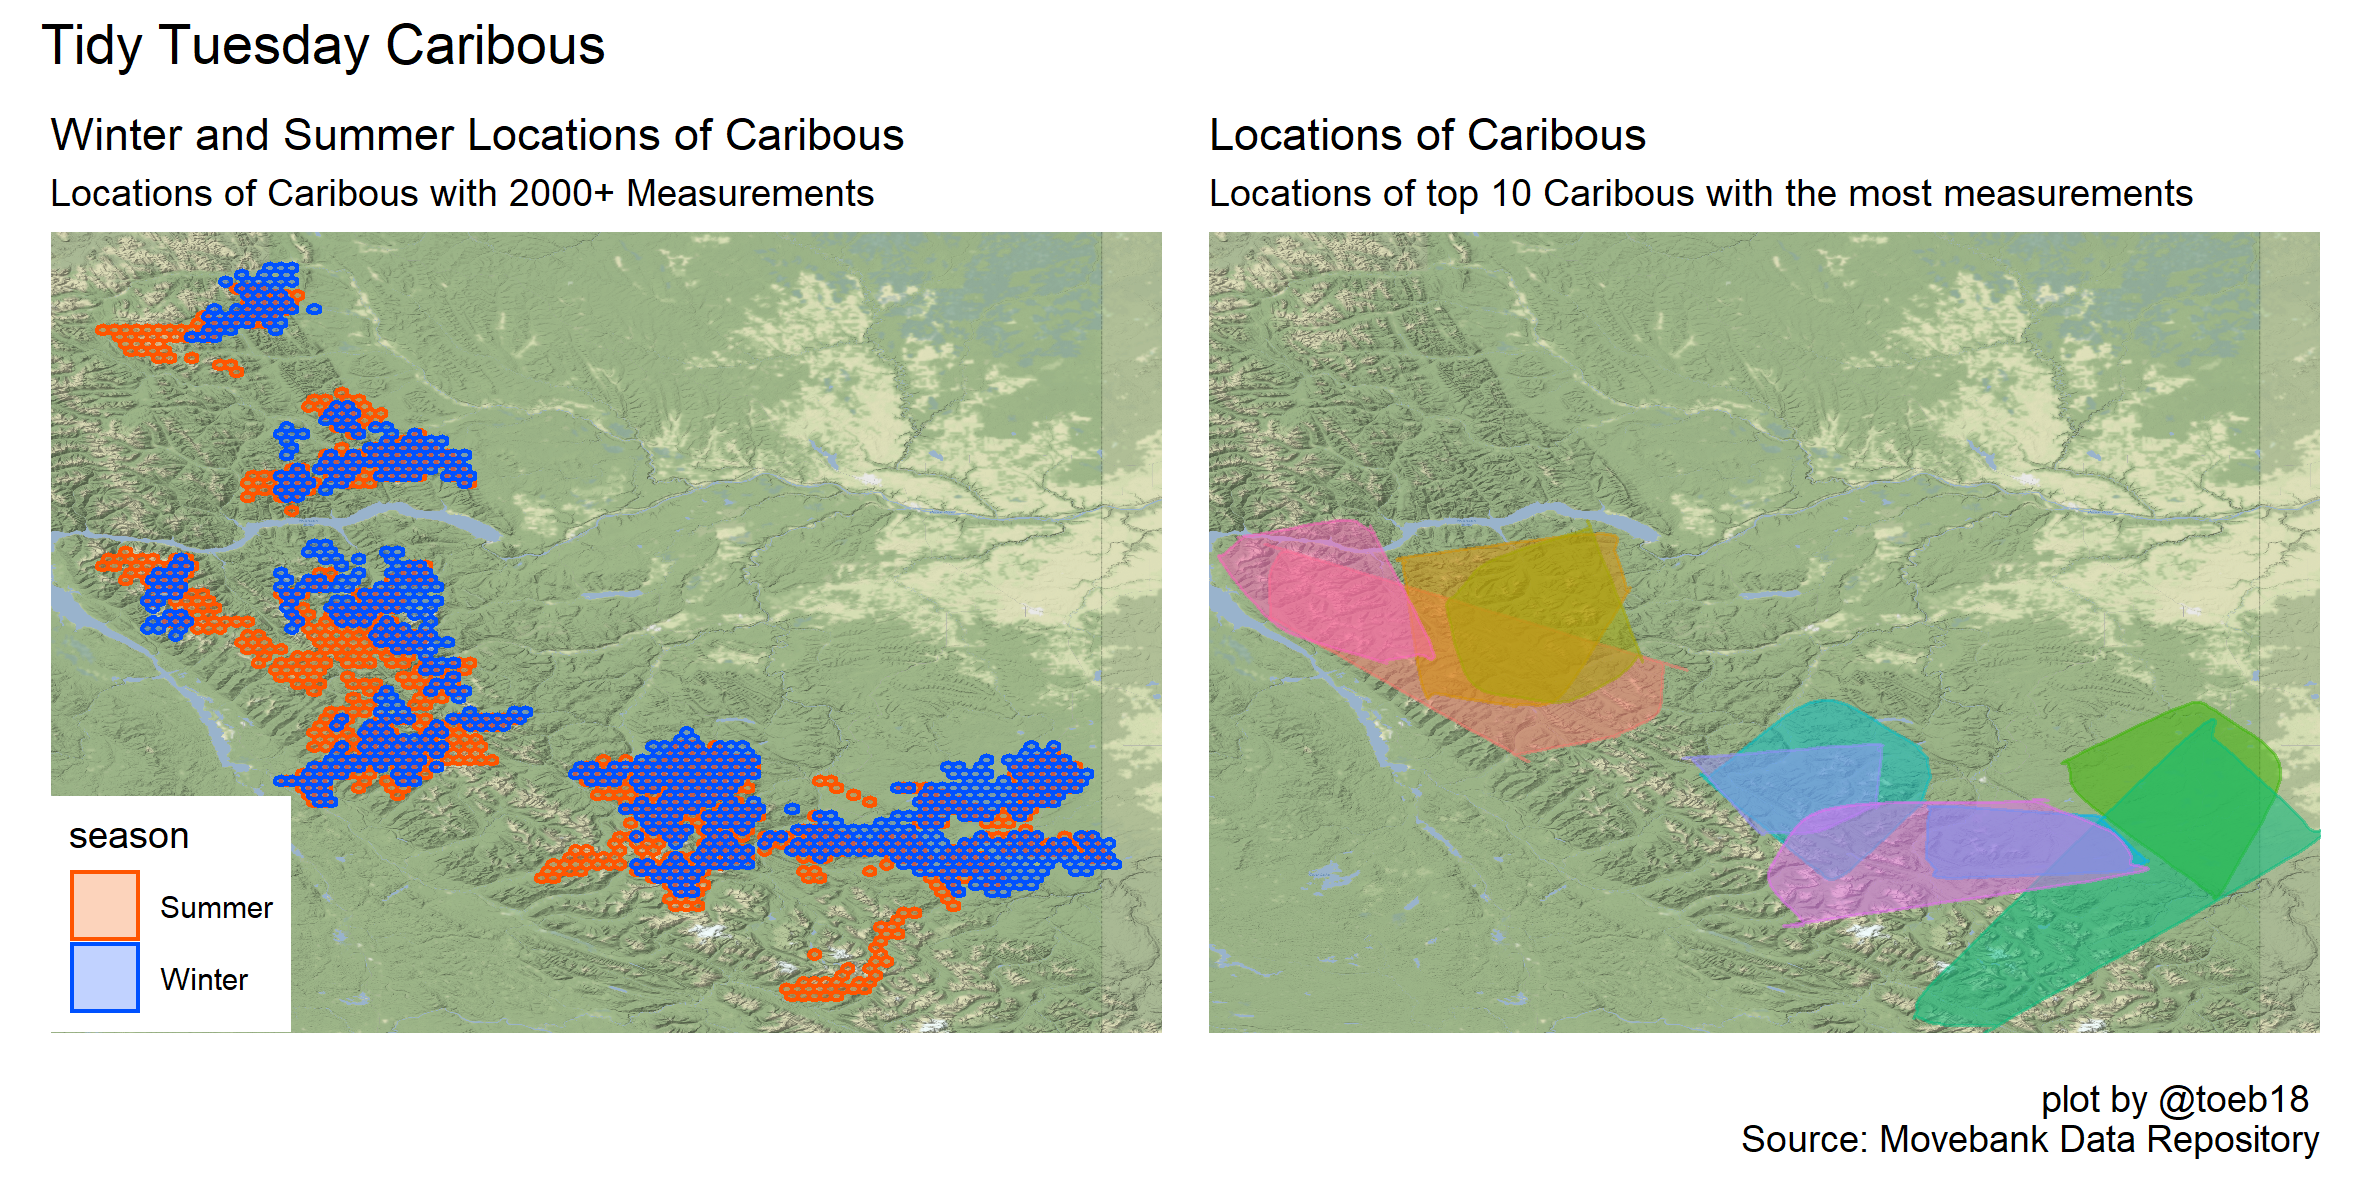 Tidy Tuesday Caribous
Winter and Summer Locations of Caribous
Locations of Caribous with 2000+ Measurements
Locations of Caribous
Locations of top 10 Caribous with the most measurements
season
Summer
Winter
plot by @toeb18
Source: Movebank Data Repository